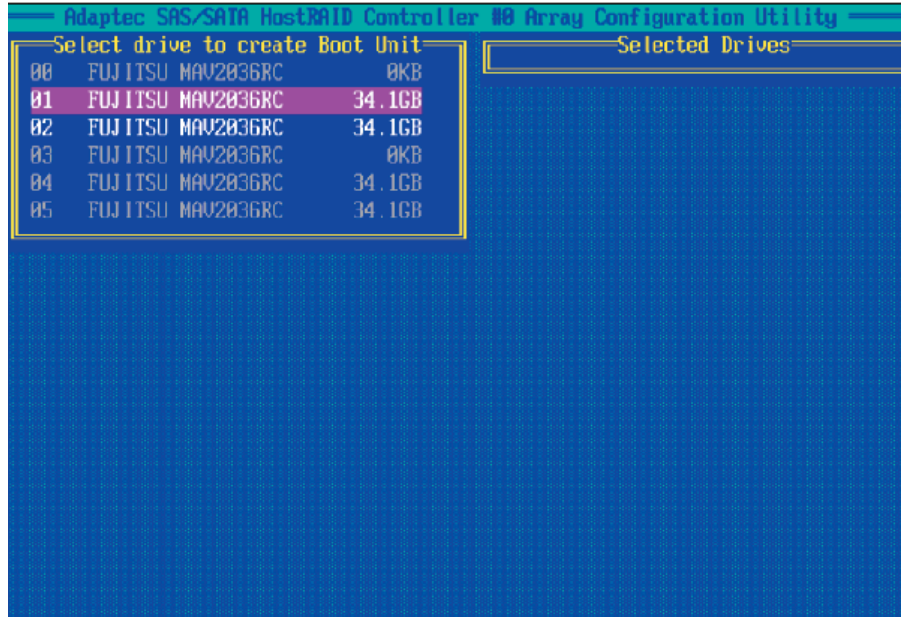 Adaptec SAS/SATA HostRAID Controller #0 Array Configuration Utility
Select drive to create Boot Unit
00 FUJITSU MAV2036RC 0KB
01 FUJITSU MAV2036RC 34.1GB
02 FUJITSU MAV2036RC 34.1GB
03 FUJITSU MAV2036RC 0KB
04 FUJITSU MAV2036RC 34.1GB
05 FUJITSU MAV2036RC 34.1GB
Selected Drives